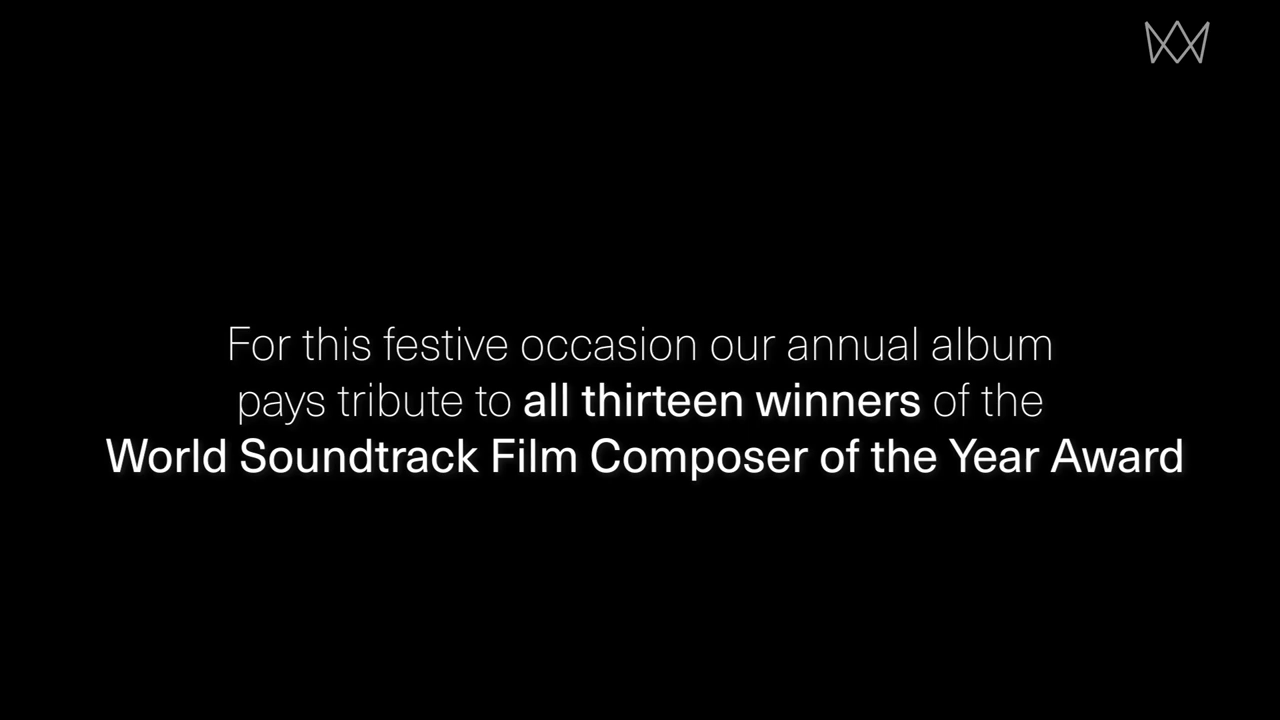 For this festive occasion our annual album
pays tribute to all thirteen winners of the
World Soundtrack Film Composer of the Year Award